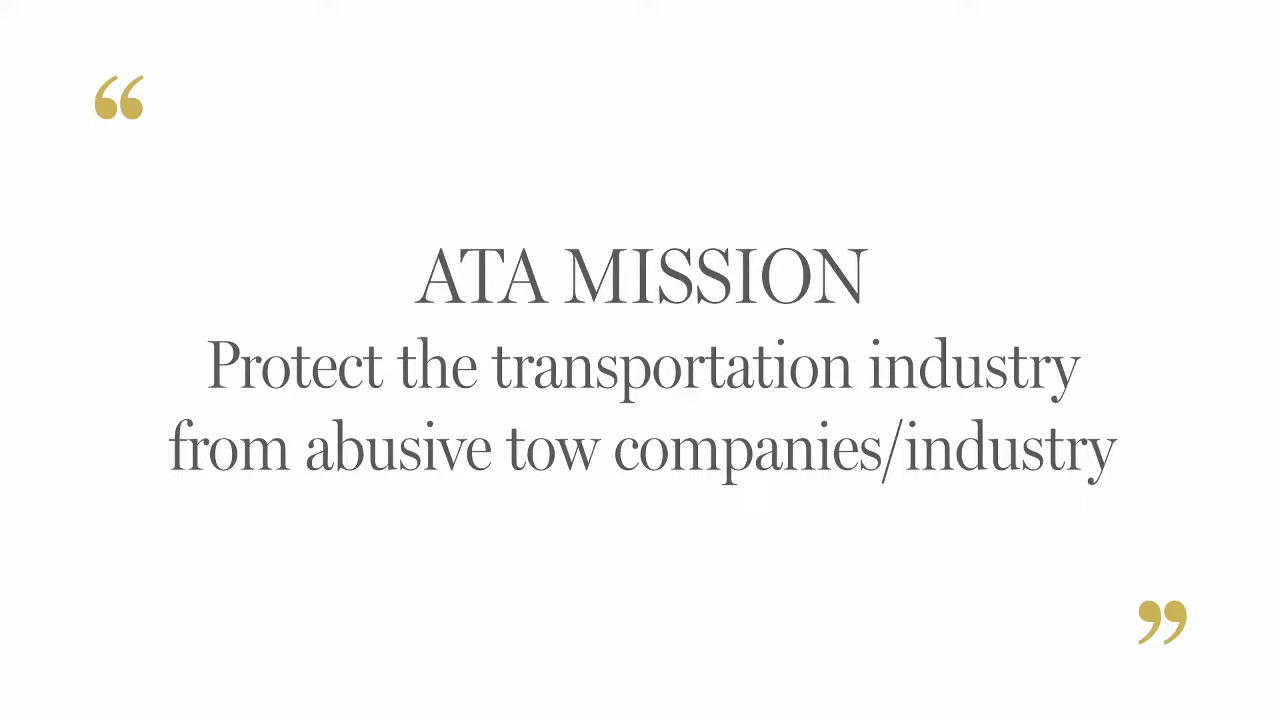 “
ATA MISSION
Protect the transportation industry
from abusive tow companies/industry
”